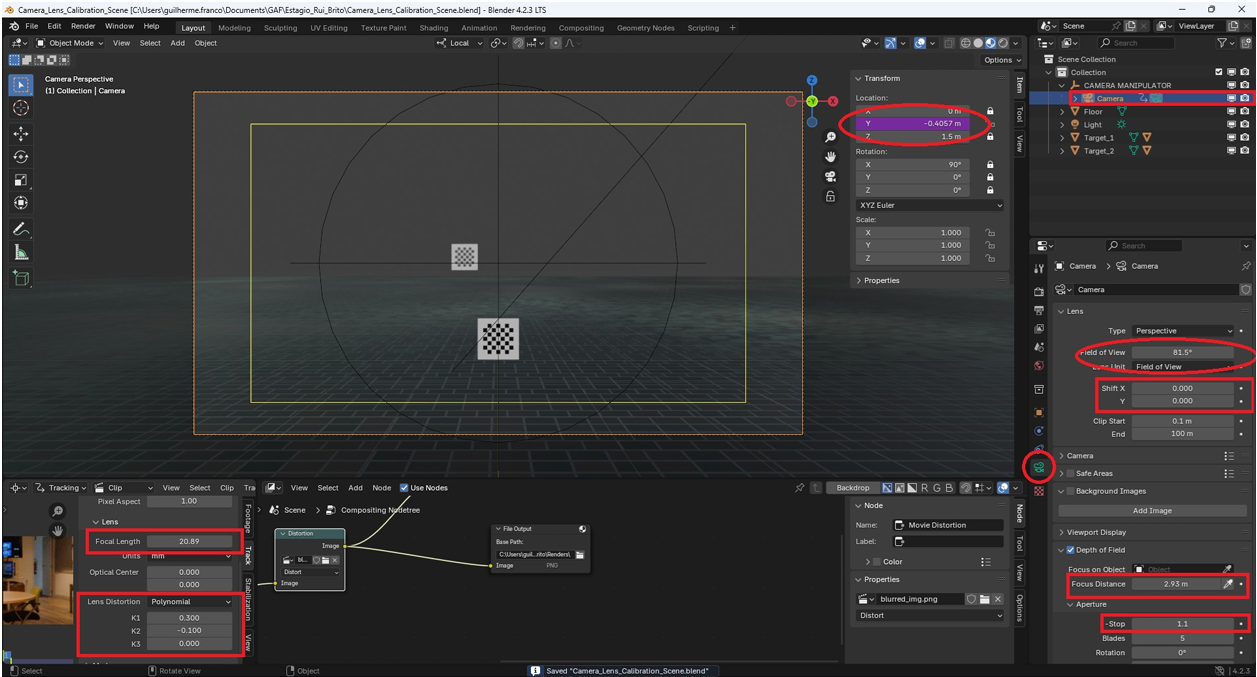 Camera_Lens_Calibration_Scene [C:\Users\guilherme.franco\Documents\GAF\Estagio_Rui_Brito\Camera_Lens_Calibration_Scene.blend] - Blender 4.2.3 LTS
File Edit Render Window Help Layout Modeling Sculpting UV Editing Texture Paint Shading Animation Rendering Compositing Geometry Nodes Scripting + Scene ViewLayer
Object Mode View Select Add Object Local Search
Options
Camera Perspective
(1) Collection | Camera
Z
Y
X
Transform
Location:
X 0 m
Y -0.4057 m
Z 1.5 m
Rotation:
X 90°
Y 0°
Z 0°
XYZ Euler
Scale:
X 1.000
Y 1.000
Z 1.000
Properties
Item
Tool
View
Scene Collection
Collection
CAMERA MANIPULATOR
Camera
Floor
Light
Target_1
Target_2
Search
Camera > Camera
Camera
Lens
Type Perspective
Field of View 81.5°
Lens Unit Field of View
Shift X 0.000
Y 0.000
Clip Start 0.1 m
End 100 m
Camera
Safe Areas
Background Images
Add Image
Viewport Display
Depth of Field
Focus on Object Object
Focus Distance 2.93 m
Aperture
-Stop 1.1
Blades 5
Rotation 0°
Tracking Clip View Select Clip Tra
Pixel Aspect 1.00
Lens
Focal Length 20.89
Units mm
Optical Center 0.000
0.000
Lens Distortion Polynomial
K1 0.300
K2 -0.100
K3 0.000
Footage
Track
Stabilization
View
View Select Add Node Use Nodes Backdrop R G B
Scene > Compositing Nodetree
Distortion
Image
bl...
Distort
Image
File Output
Base Path:
C:\Users\guil...rito\Renders\
Image PNG
Node
Name: Movie Distortion
Label:
Color
Properties
blurred_img.png
Distort
Node
Tool
View
Options
Select Rotate View Object Saved "Camera_Lens_Calibration_Scene.blend" 4.2.3